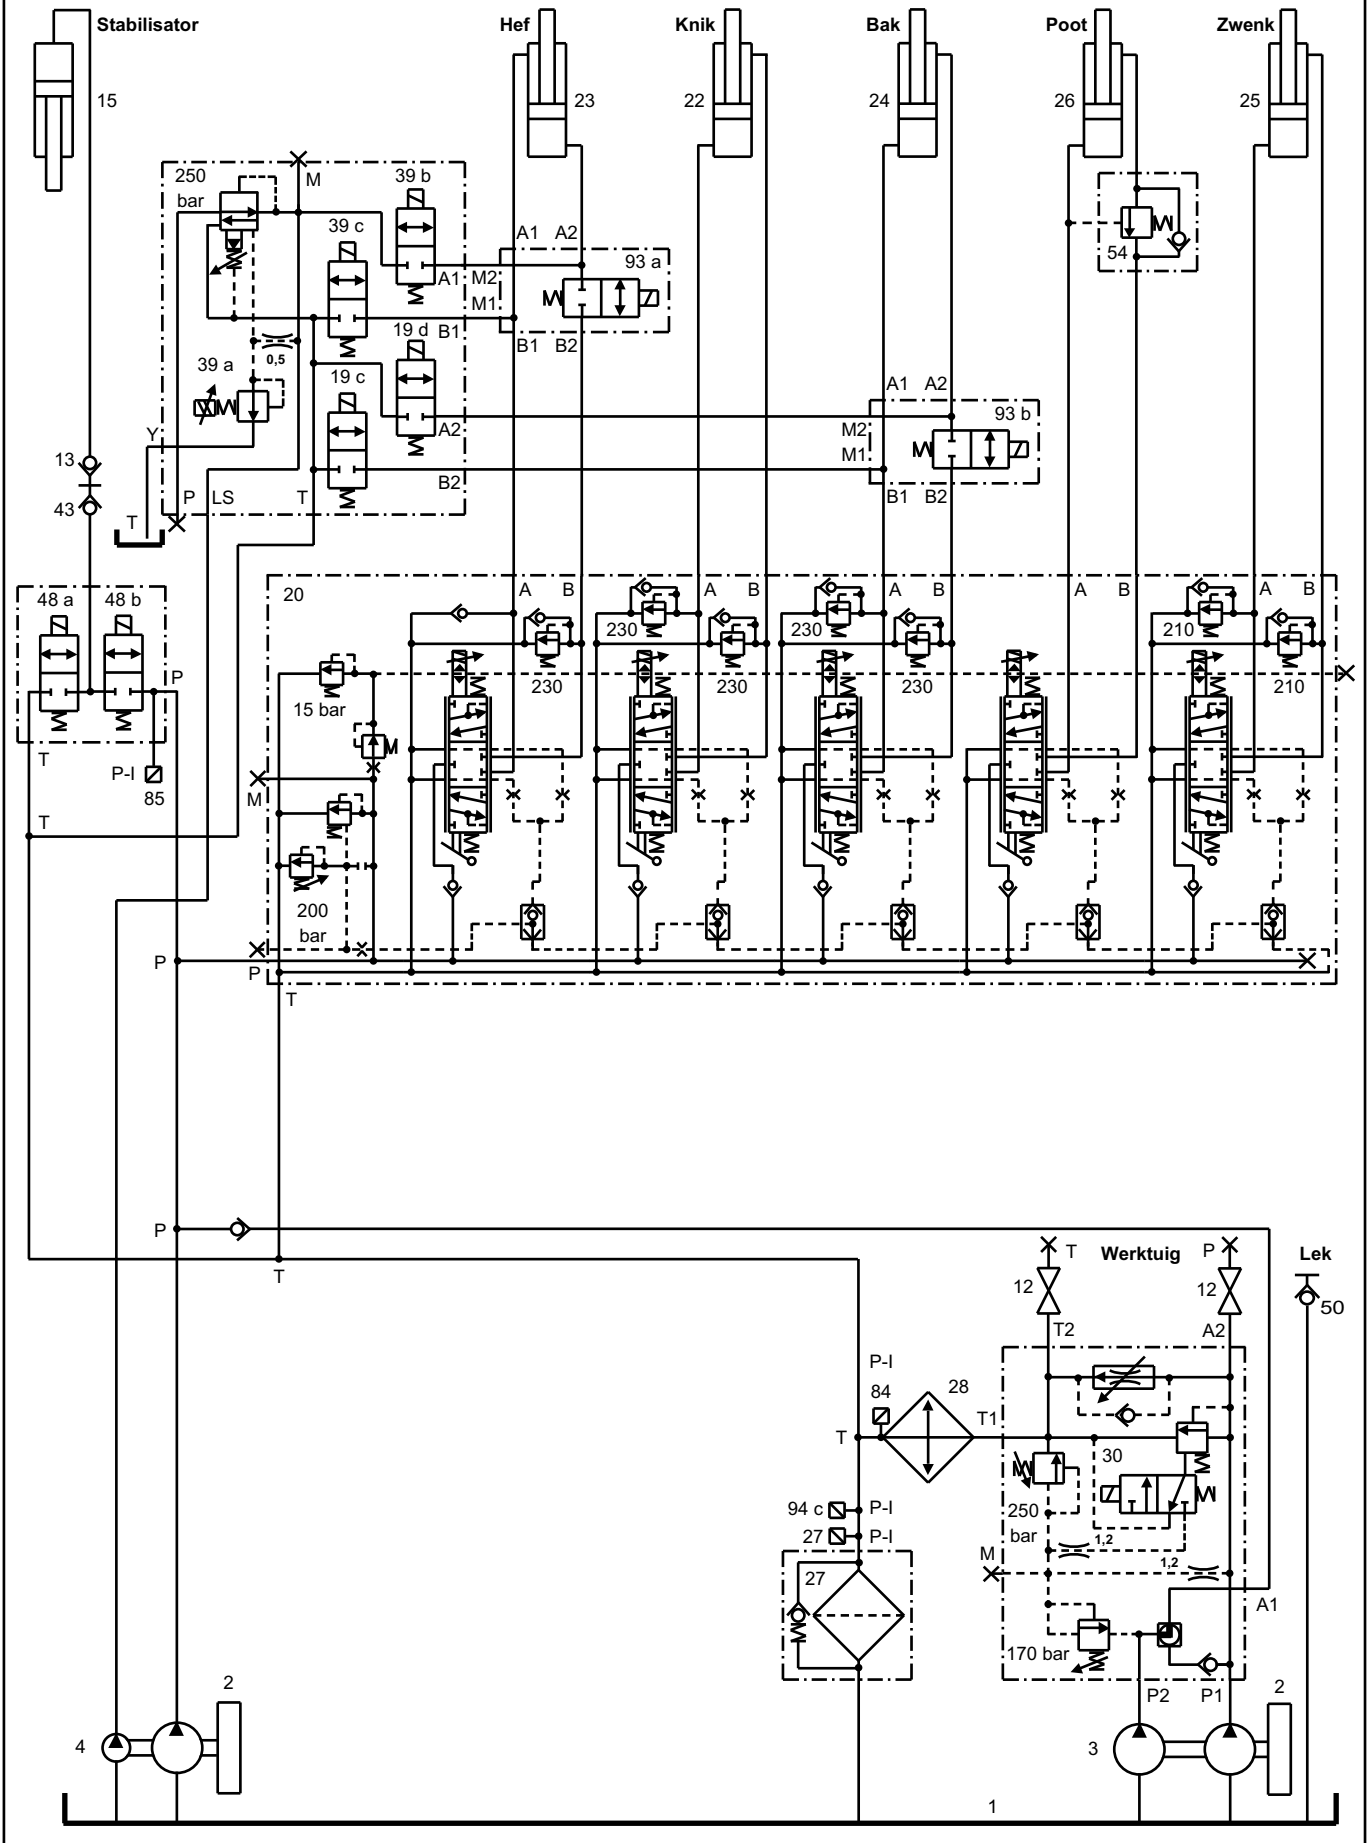 Stabilisator Hef Knik Bak Poot Zwenk
15 23 22 24 26 25
250 bar M 39 b
39 c
A1 A2
54
A1 M2 93 a
M1
B1 19 d
B1 B2
0,5
39 a 19 c
A1 A2
93 b
Y A2 M2
13 M1
B2
P LS T B1 B2
43 T
48 a 48 b
20 A B A B A B A B A B
230 230 210
P
15 bar 230 230 230 210
T
P-I
85 M
T
200 bar
P P
T
P
T
T Werktuig P Lek
12 12 50
T2 A2
P-I
84 28
T T1
30
94 c P-I 250 bar
27 P-I 1,2
M 1,2
27
A1
170 bar
P2 P1
2 2
4 3
1